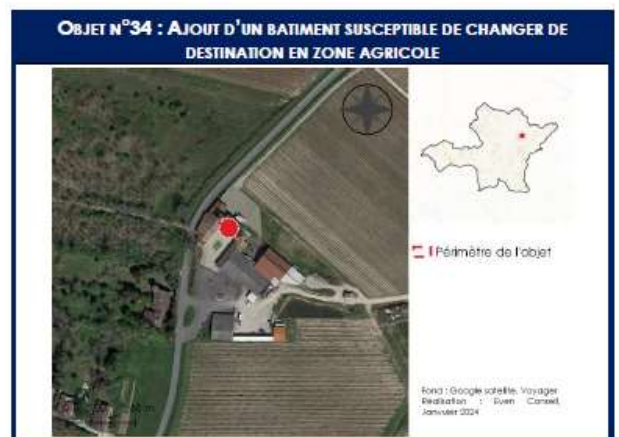 OBJET N°34 : AJOUT D'UN BATIMENT SUSCEPTIBLE DE CHANGER DE
DESTINATION EN ZONE AGRICOLE
Périmètre de l'objet
Fond : Google satellite, Voyager
Réalisation : Even Conseil,
Janvier 2024